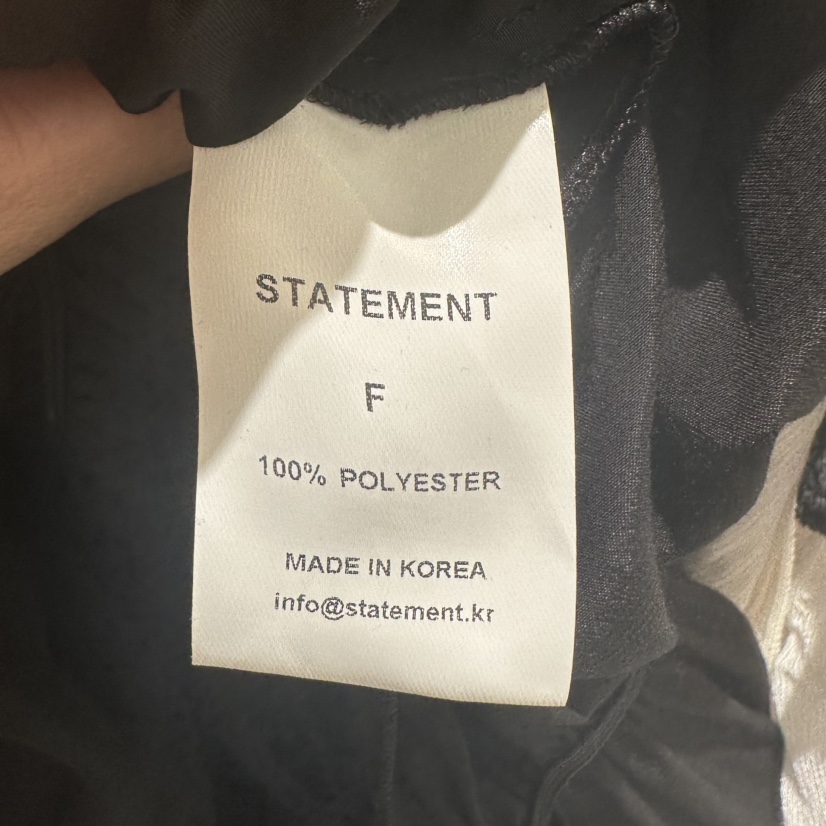 STATEMENT
F
100% POLYESTER
MADE IN KOREA
info@statement.kr